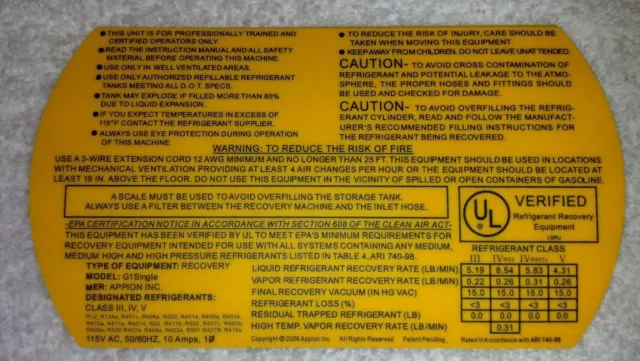 • THIS UNIT IS FOR PROFESSIONALLY TRAINED AND
CERTIFIED OPERATORS ONLY.
• READ THE INSTRUCTION MANUAL AND ALL SAFETY
MATERIAL BEFORE OPERATING THIS MACHINE.
• USE ONLY IN WELL VENTILATED AREAS.
• USE ONLY AUTHORIZED REFILLABLE REFRIGERANT
TANKS MEETING ALL D.O.T. SPECS.
• TANK MAY EXPLODE IF FILLED MORE THAN 80%
DUE TO LIQUID EXPANSION.
• IF YOU EXPECT TEMPERATURES IN EXCESS OF
115°F CONTACT THE REFRIGERANT SUPPLIER.
• ALWAYS USE EYE PROTECTION DURING OPERATION
OF THIS MACHINE.
• TO REDUCE THE RISK OF INJURY, CARE SHOULD BE
TAKEN WHEN MOVING THIS EQUIPMENT.
• KEEP AWAY FROM CHILDREN. DO NOT LEAVE UNATTENDED.
CAUTION- TO AVOID CROSS CONTAMINATION OF
REFRIGERANT AND POTENTIAL LEAKAGE TO THE ATMO-
SPHERE, THE PROPER HOSES AND FITTINGS SHOULD
BE USED AND CHECKED FOR DAMAGE.
CAUTION- TO AVOID OVERFILLING THE REFRIG-
ERANT CYLINDER, READ AND FOLLOW THE MANUFACT-
URER'S RECOMMENDED FILLING INSTRUCTIONS FOR
THE REFRIGERANT BEING RECOVERED.
WARNING: TO REDUCE THE RISK OF FIRE
USE A 3-WIRE EXTENSION CORD 12 AWG MINIMUM AND NO LONGER THAN 25 FT. THIS EQUIPMENT SHOULD BE USED IN LOCATIONS
WITH MECHANICAL VENTILATION PROVIDING AT LEAST 4 AIR CHANGES PER HOUR OR THE EQUIPMENT SHOULD BE LOCATED AT
LEAST 18 IN. ABOVE THE FLOOR. DO NOT USE THIS EQUIPMENT IN THE VICINITY OF SPILLED OR OPEN CONTAINERS OF GASOLINE.
A SCALE MUST BE USED TO AVOID OVERFILLING THE STORAGE TANK.
ALWAYS USE A FILTER BETWEEN THE RECOVERY MACHINE AND THE INLET HOSE.
-EPA CERTIFICATION NOTICE IN ACCORDANCE WITH SECTION 608 OF THE CLEAN AIR ACT-
THIS EQUIPMENT HAS BEEN VERIFIED BY UL TO MEET EPA'S MINIMUM REQUIREMENTS FOR
RECOVERY EQUIPMENT INTENDED FOR USE WITH ALL SYSTEMS CONTAINING ANY MEDIUM,
MEDIUM HIGH AND HIGH PRESSURE REFRIGERANTS LISTED IN TABLE 4, ARI 740-98.
UL VERIFIED
Refrigerant Recovery
Equipment
REFRIGERANT CLASS
III IV V
TYPE OF EQUIPMENT: RECOVERY
MODEL: G1Single
MFR: APPION INC.
DESIGNATED REFRIGERANTS:
CLASS III, IV, V
115V AC, 50/60HZ, 10 Amps, 1Ø
LIQUID REFRIGERANT RECOVERY RATE (LB/MIN) 5.19 8.54 5.83 4.31
VAPOR REFRIGERANT RECOVERY RATE (LB/MIN) 0.22 0.26 0.31 0.26
FINAL RECOVERY VACUUM (IN HG VAC) 15.0 15.0 15.0 15.0
REFRIGERANT LOSS (%) <3 <3 <3 <3
RESIDUAL TRAPPED REFRIGERANT (LB) 0.0 0.0 0.0 0.0
HIGH TEMP. VAPOR RECOVERY RATE (LB/MIN) 0.31
Copyright © 2006 Appion Inc. All Rights Reserved Patent Pending Rated in Accordance with ARI 740-98